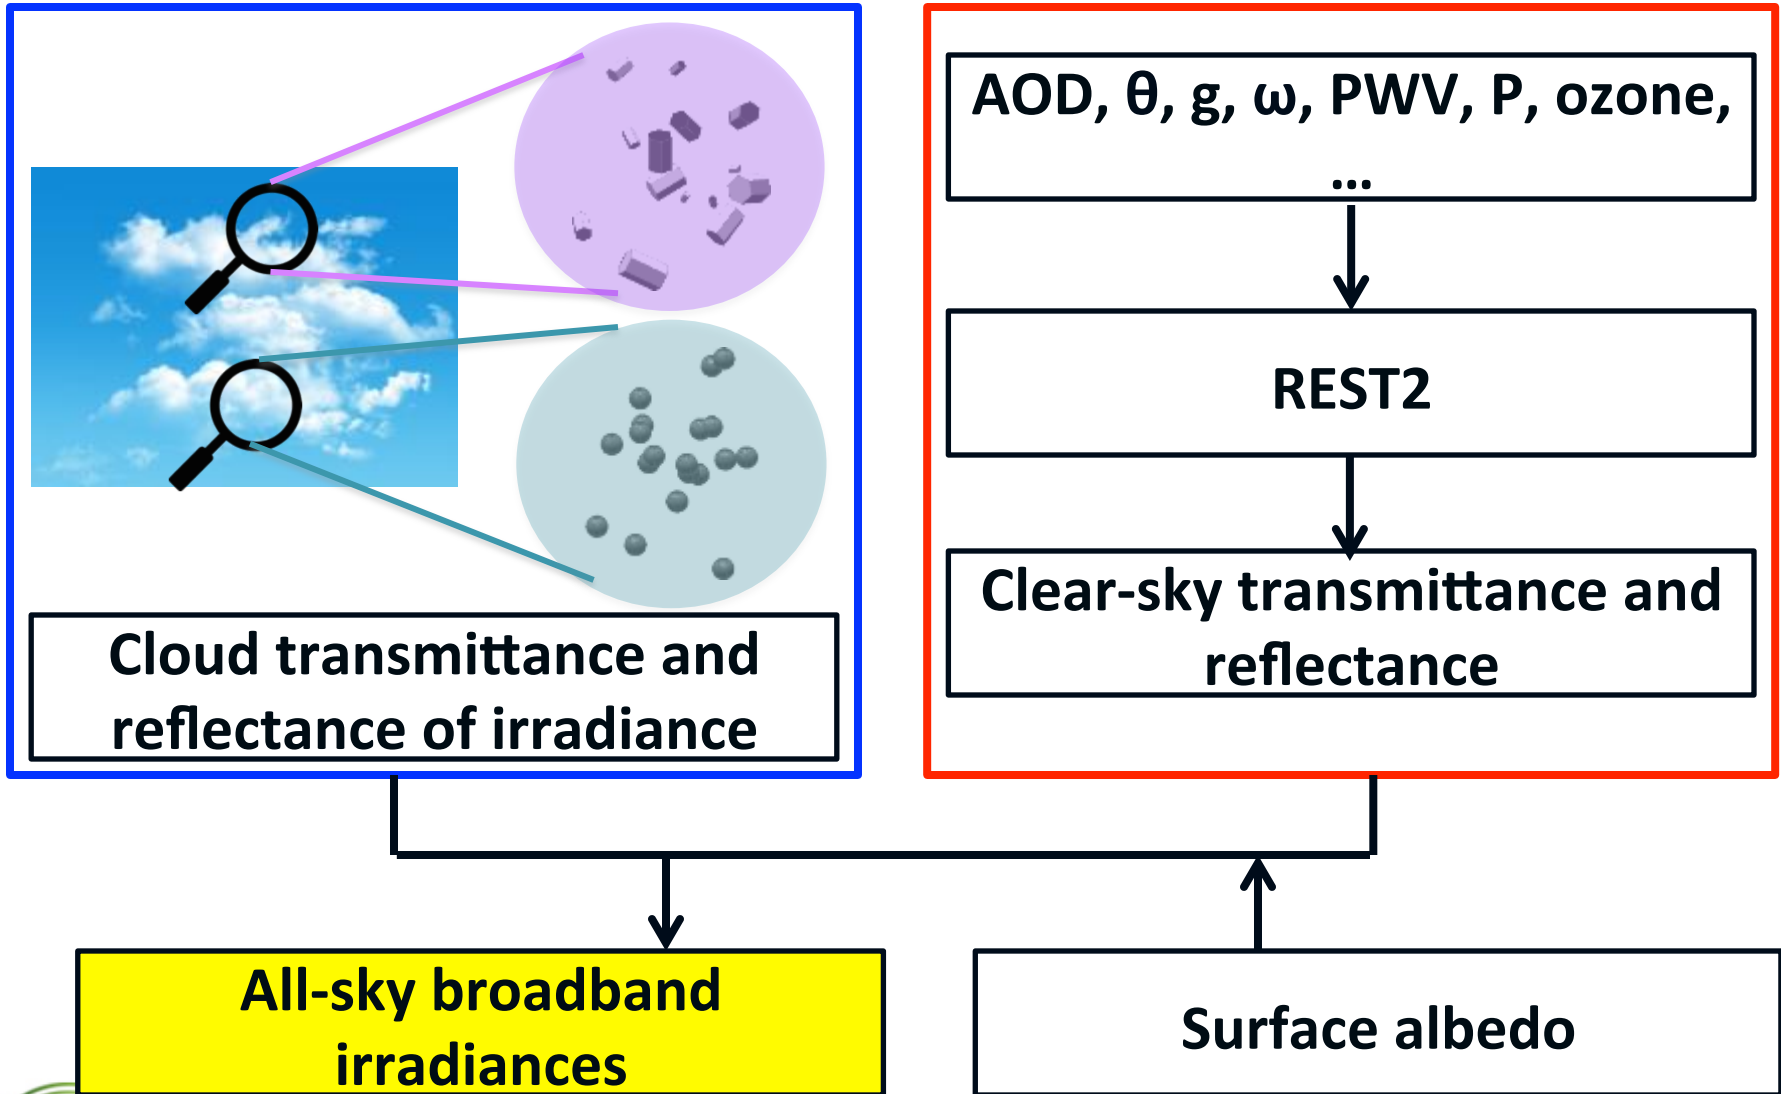 AOD, θ, g, ω, PWV, P, ozone,
...
REST2
Clear-sky transmittance and
reflectance
Cloud transmittance and
reflectance of irradiance
All-sky broadband
irradiances
Surface albedo